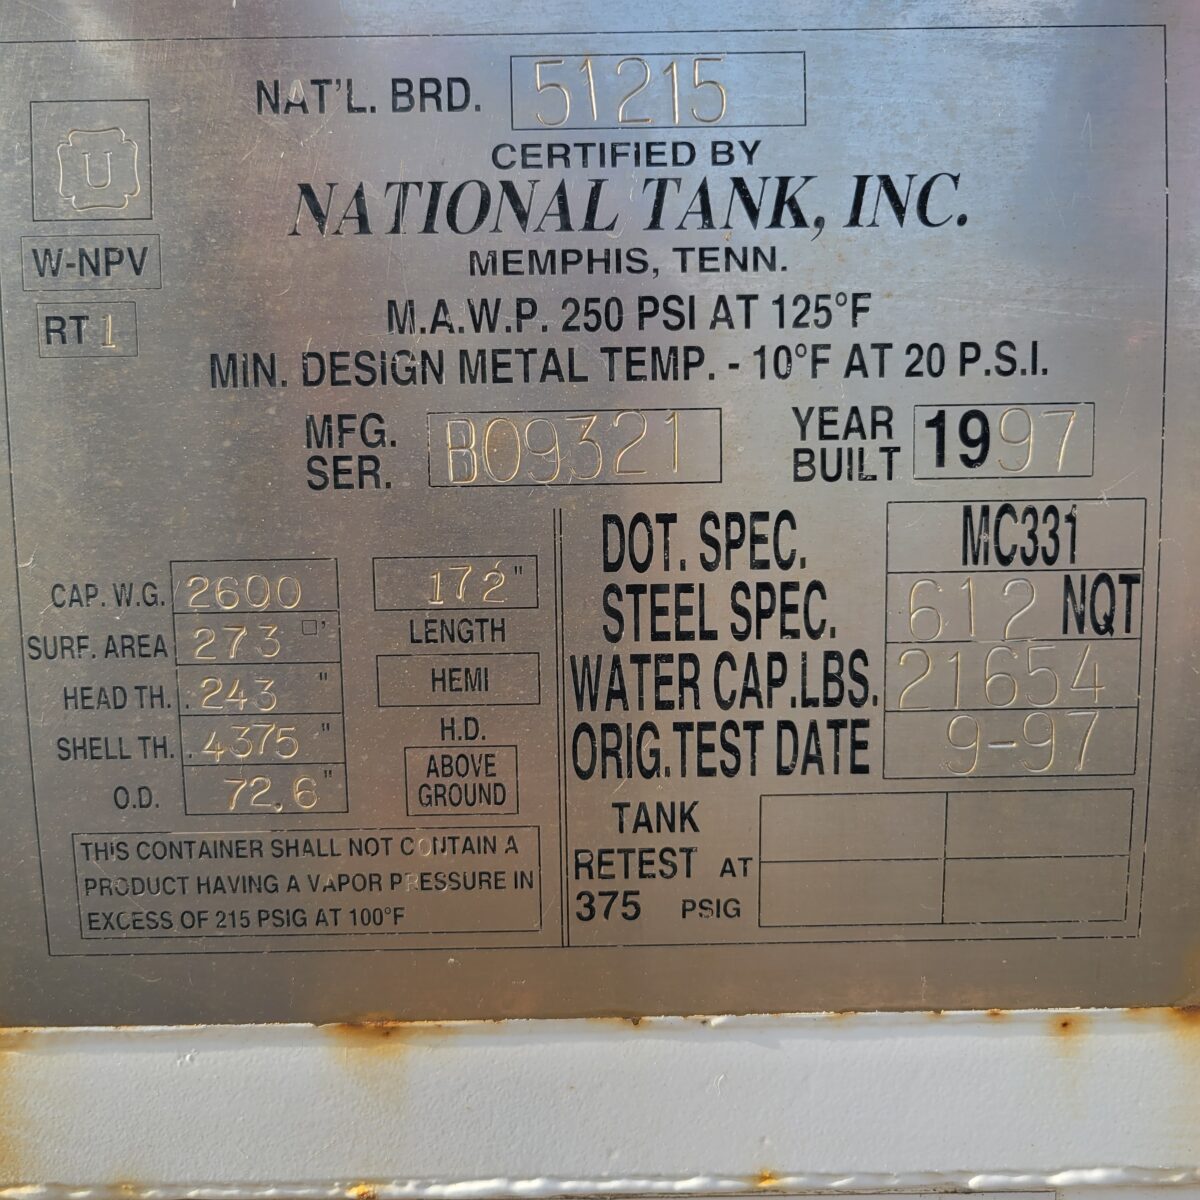 NAT'L. BRD. 51215
U
CERTIFIED BY
NATIONAL TANK, INC.
W-NPV
MEMPHIS, TENN.
RT 1
M.A.W.P. 250 PSI AT 125°F
MIN. DESIGN METAL TEMP. - 10°F AT 20 P.S.I.
MFG. SER. B09321
YEAR BUILT 1997
CAP. W.G. 2600
SURF. AREA 273 □'
HEAD TH. .243 "
SHELL TH. .4375 "
O.D. 72.6"
172"
LENGTH
HEMI
H.D.
ABOVE
GROUND
THIS CONTAINER SHALL NOT CONTAIN A
PRODUCT HAVING A VAPOR PRESSURE IN
EXCESS OF 215 PSIG AT 100°F
DOT. SPEC. MC331
STEEL SPEC. 612 NQT
WATER CAP.LBS. 21654
ORIG.TEST DATE 9-97
TANK
RETEST AT
375 PSIG